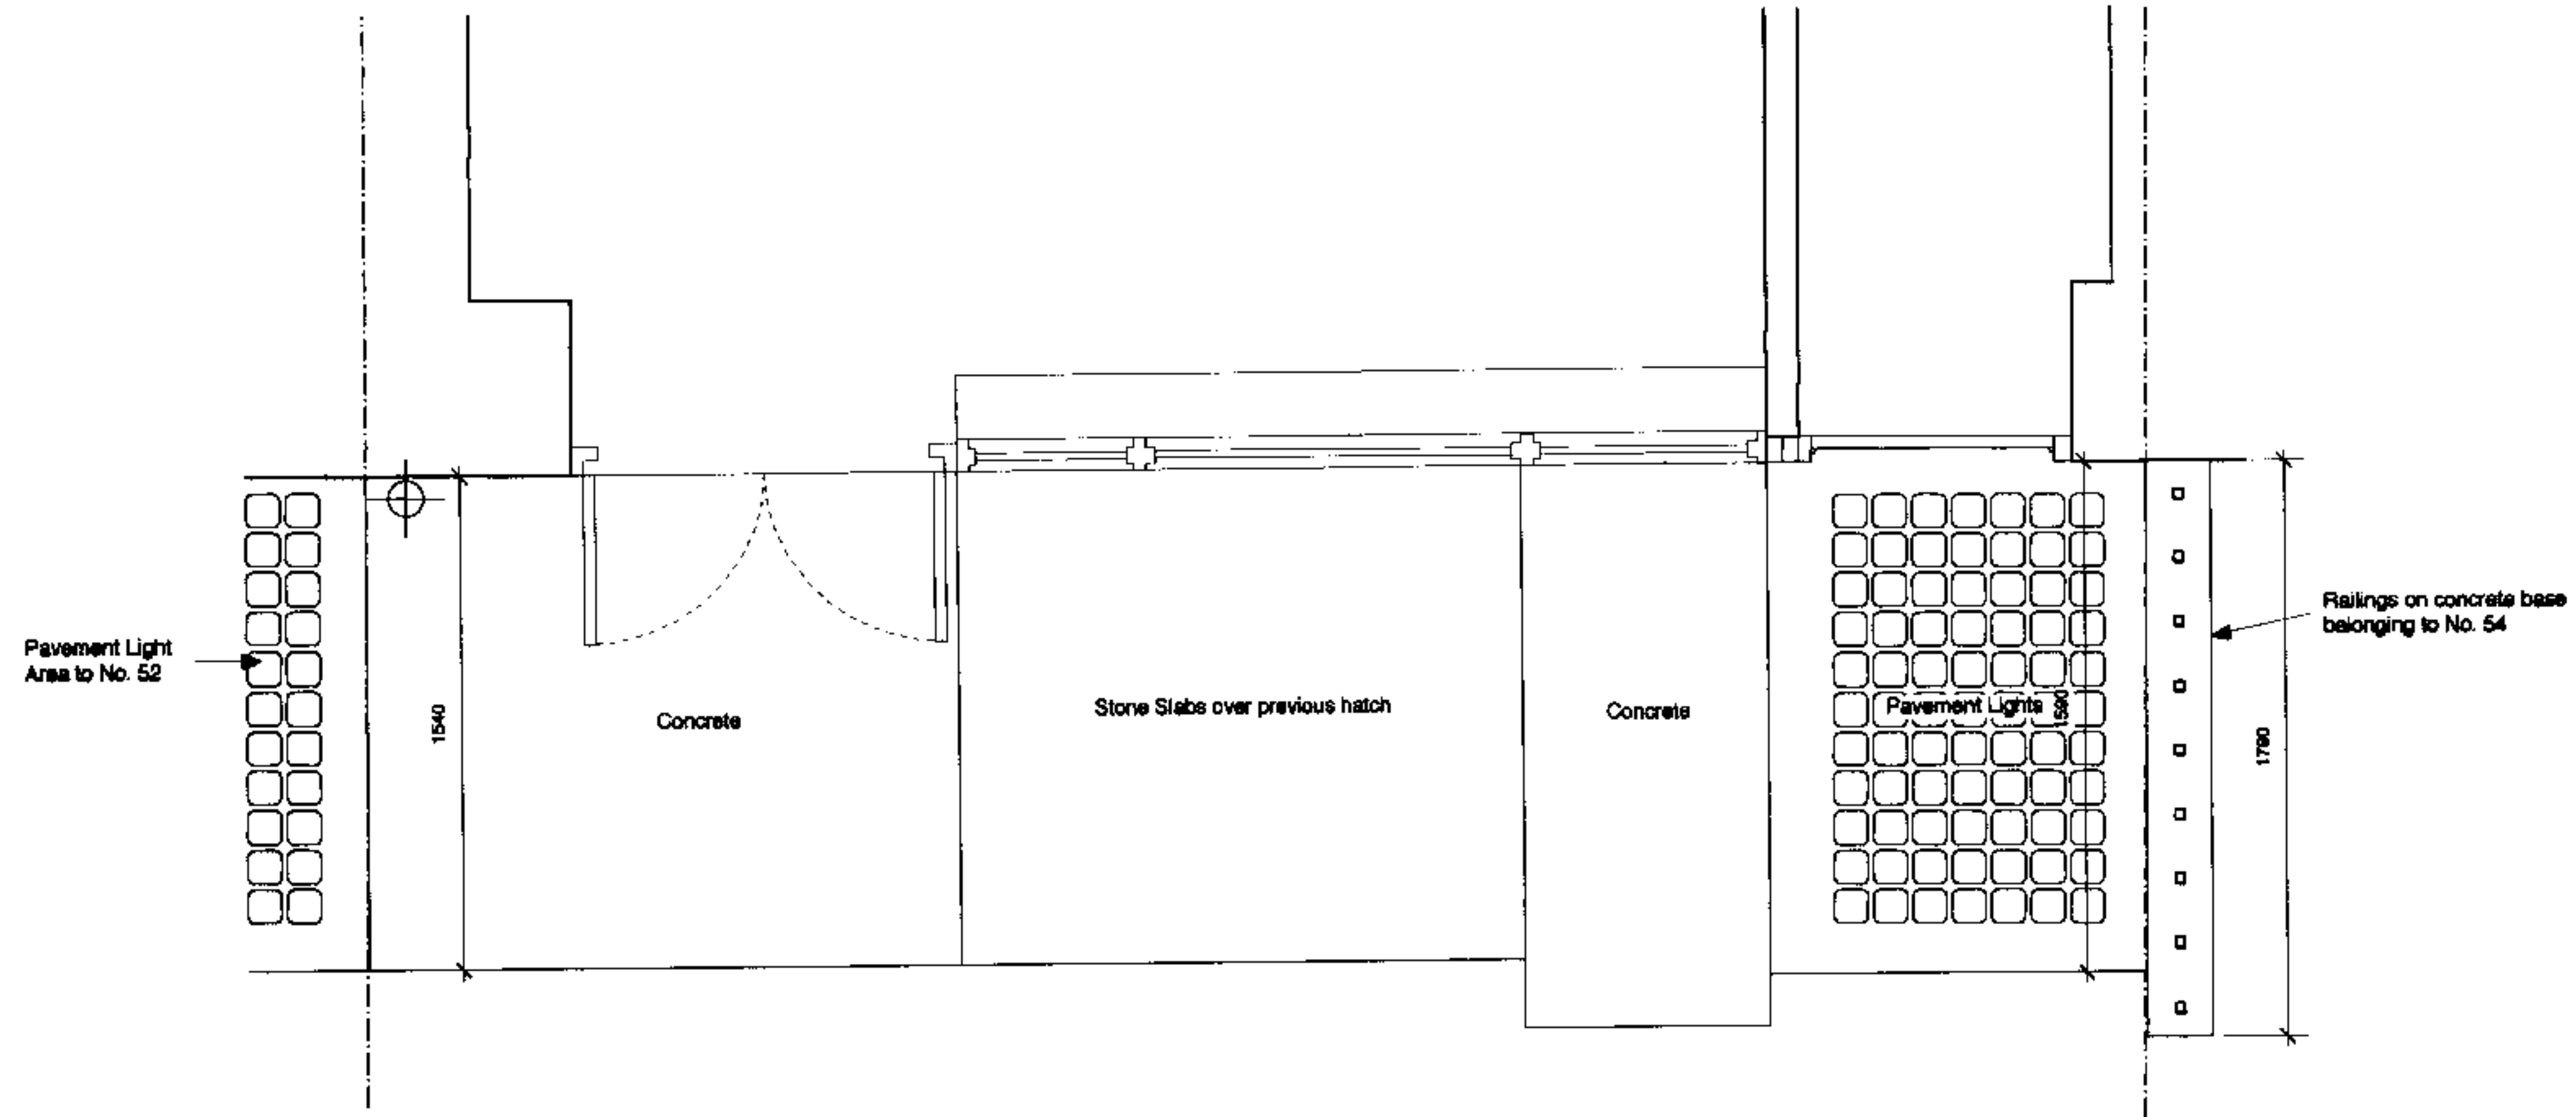 Pavement Light
Area to No. 52
1540
Concrete
Stone Slabs over previous hatch
Concrete
Pavement Lights
1590
1790
Railings on concrete base
belonging to No. 54